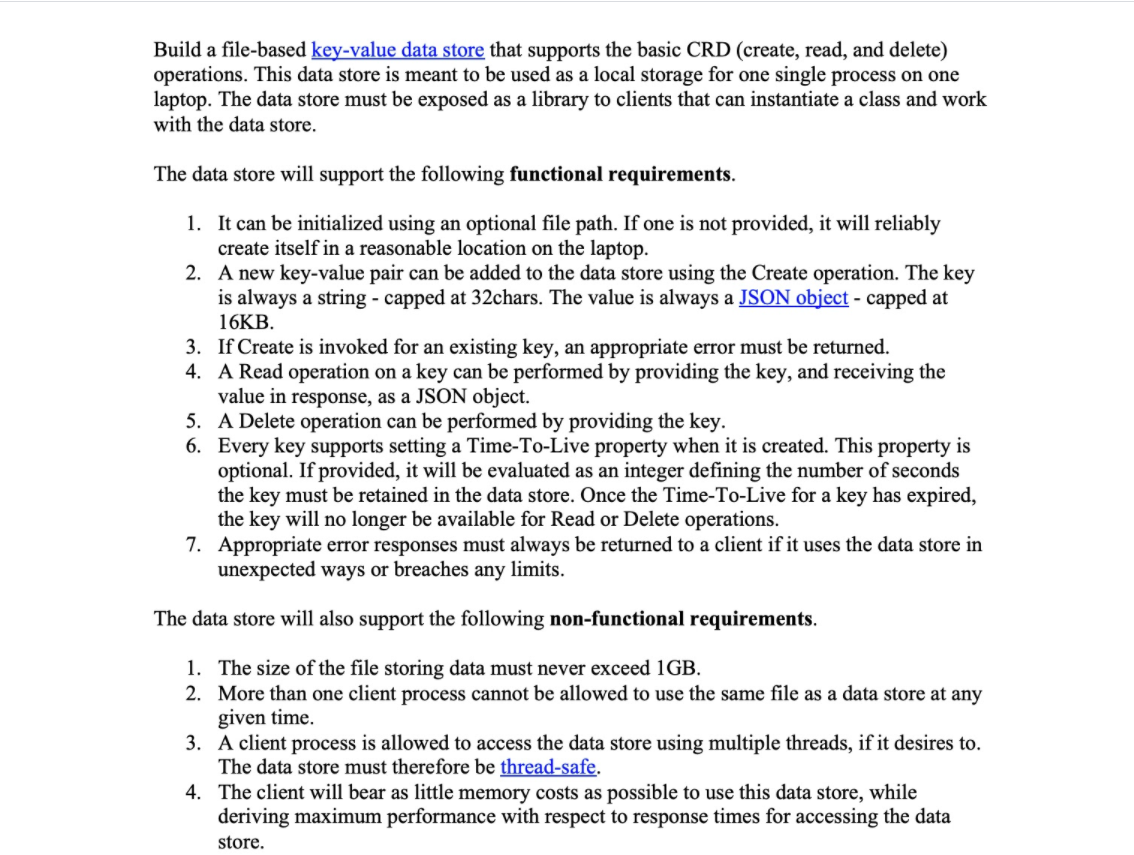 Build a file-based key-value data store that supports the basic CRD (create, read, and delete)
operations. This data store is meant to be used as a local storage for one single process on one
laptop. The data store must be exposed as a library to clients that can instantiate a class and work
with the data store.
The data store will support the following functional requirements.
1. It can be initialized using an optional file path. If one is not provided, it will reliably
create itself in a reasonable location on the laptop.
2. A new key-value pair can be added to the data store using the Create operation. The key
is always a string - capped at 32chars. The value is always a JSON object - capped at
16KB.
3. If Create is invoked for an existing key, an appropriate error must be returned.
4. A Read operation on a key can be performed by providing the key, and receiving the
value in response, as a JSON object.
5. A Delete operation can be performed by providing the key.
6. Every key supports setting a Time-To-Live property when it is created. This property is
optional. If provided, it will be evaluated as an integer defining the number of seconds
the key must be retained in the data store. Once the Time-To-Live for a key has expired,
the key will no longer be available for Read or Delete operations.
7. Appropriate error responses must always be returned to a client if it uses the data store in
unexpected ways or breaches any limits.
The data store will also support the following non-functional requirements.
1. The size of the file storing data must never exceed 1GB.
2. More than one client process cannot be allowed to use the same file as a data store at any
given time.
3. A client process is allowed to access the data store using multiple threads, if it desires to.
The data store must therefore be thread-safe.
4. The client will bear as little memory costs as possible to use this data store, while
deriving maximum performance with respect to response times for accessing the data
store.